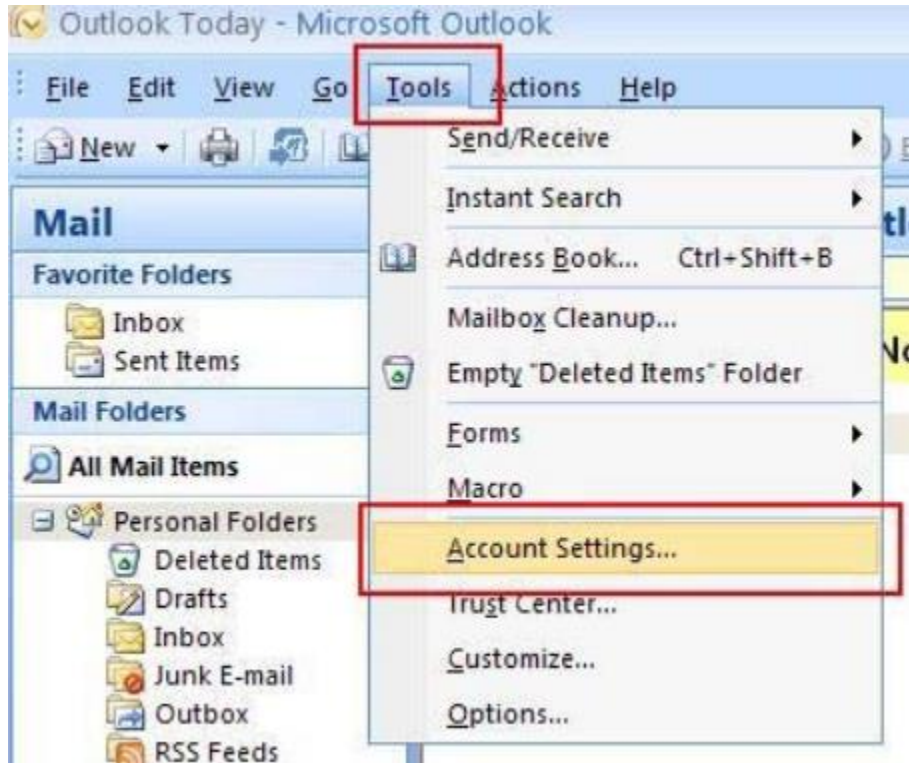 Outlook Today - Microsoft Outlook
File Edit View Go Tools Actions Help
New
Mail
Favorite Folders
Inbox
Sent Items
Mail Folders
All Mail Items
Personal Folders
Deleted Items
Drafts
Inbox
Junk E-mail
Outbox
RSS Feeds
Send/Receive
Instant Search
Address Book... Ctrl+Shift+B
Mailbox Cleanup...
Empty "Deleted Items" Folder
Forms
Macro
Account Settings...
Trust Center...
Customize...
Options...